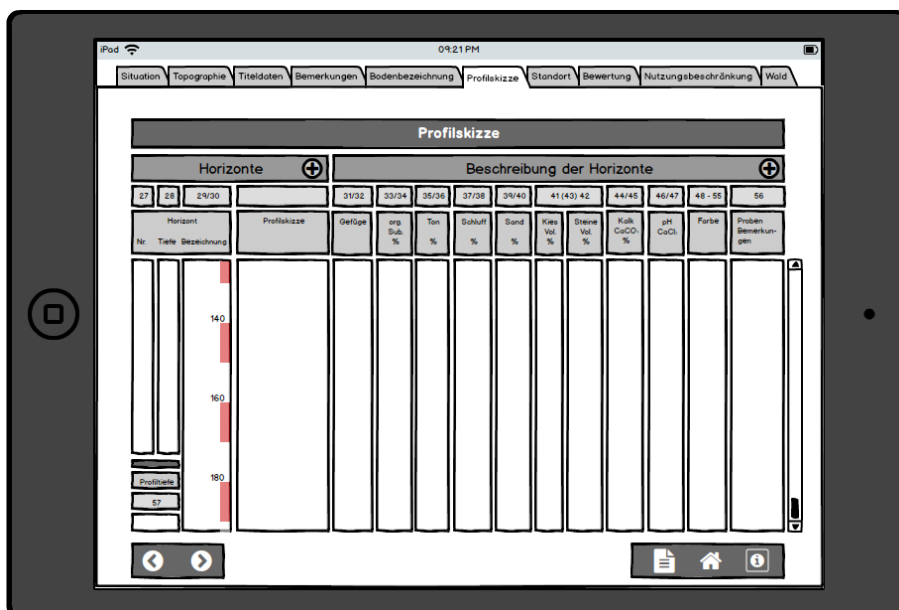 iPad 09:21 PM
Situation Topographie Titeldaten Bemerkungen Bodenbezeichnung Profilskizze Standort Bewertung Nutzungsbeschränkung Wald
Profilskizze
Horizonte Beschreibung der Horizonte
27 28 29/30 31/32 33/34 35/36 37/38 39/40 41 (43) 42 44/45 46/47 48 - 55 56
Horizont Profilskizze Gefüge org. Ton Schluff Sand Kies Steine Kalk pH Farbe Proben
Sub. Vol. Vol. CaCO₃ CaCl₂ Bemerkun-
Nr. Tiefe Bezeichnung % % % % % % % gen
140
160
180
Profiltiefe
57